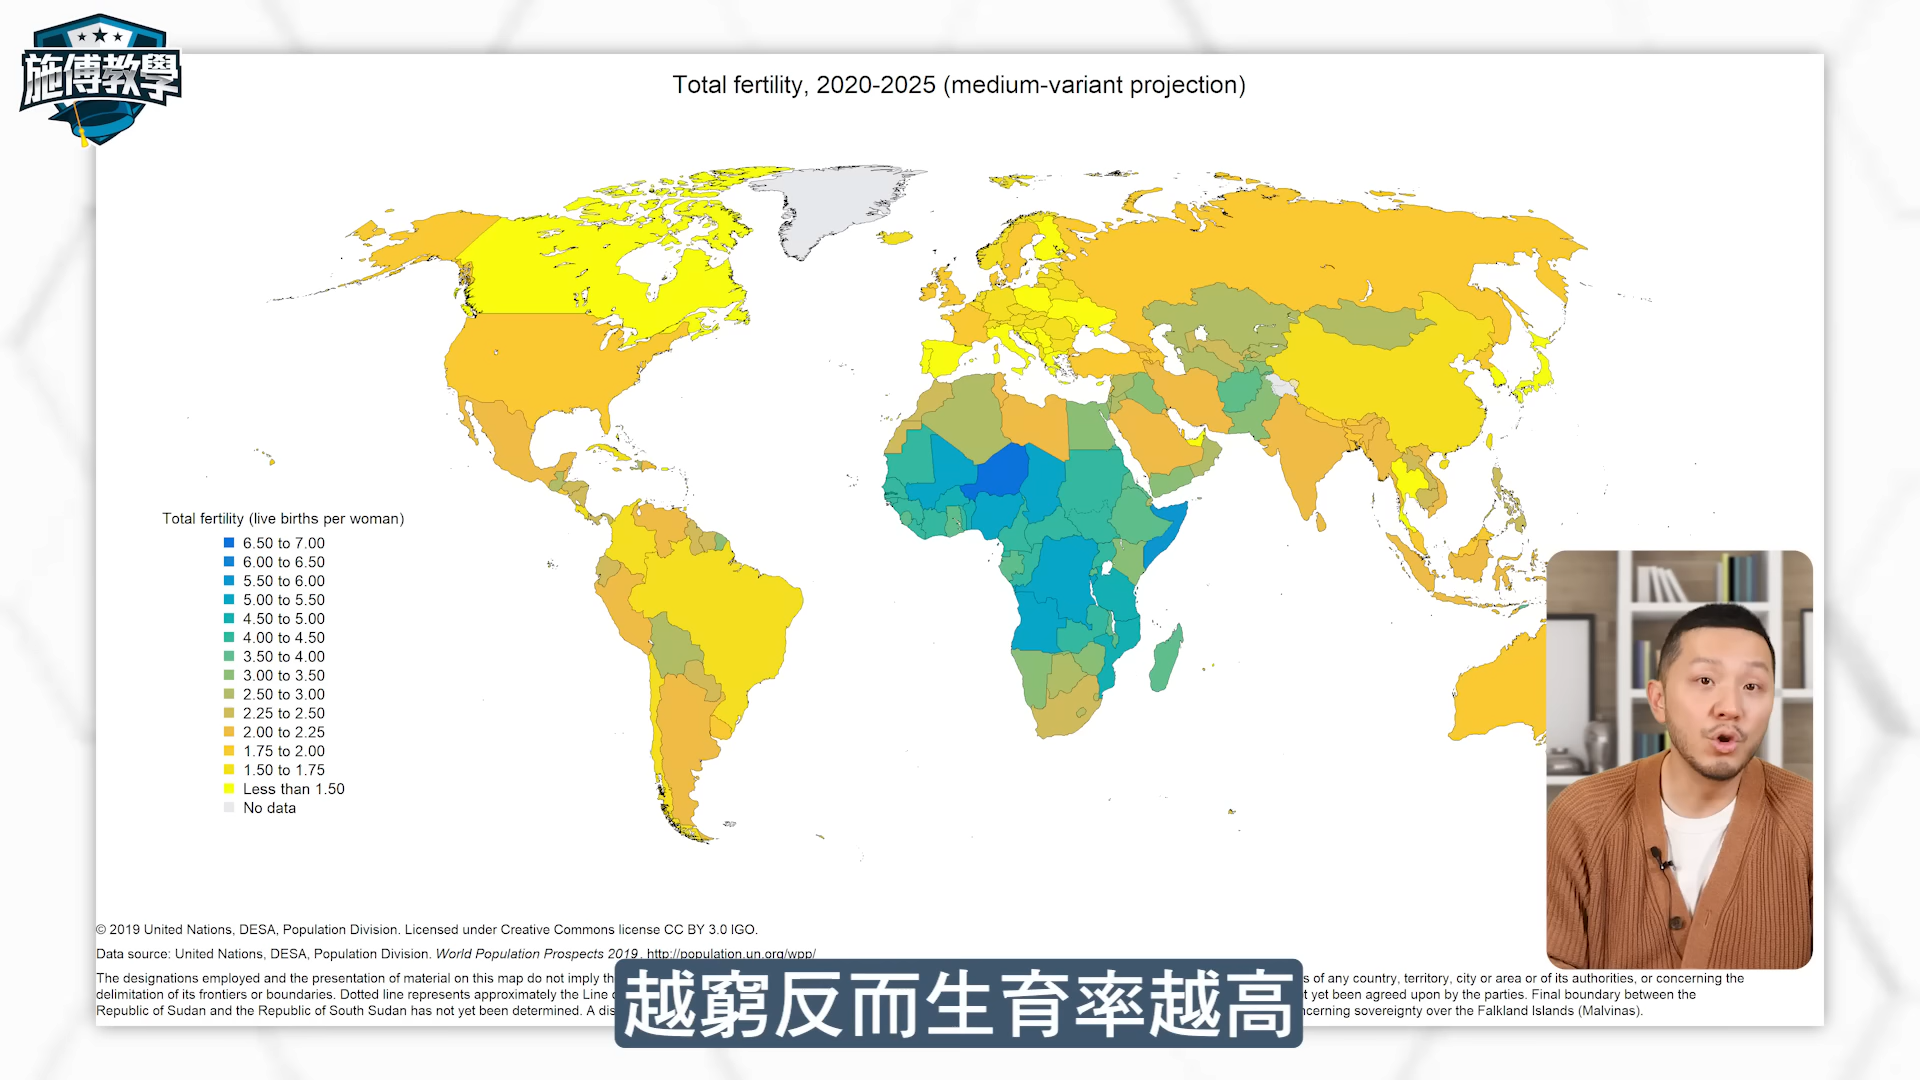 施傅教學
Total fertility, 2020-2025 (medium-variant projection)
Total fertility (live births per woman)
6.50 to 7.00
6.00 to 6.50
5.50 to 6.00
5.00 to 5.50
4.50 to 5.00
4.00 to 4.50
3.50 to 4.00
3.00 to 3.50
2.50 to 3.00
2.25 to 2.50
2.00 to 2.25
1.75 to 2.00
1.50 to 1.75
Less than 1.50
No data
© 2019 United Nations, DESA, Population Division. Licensed under Creative Commons license CC BY 3.0 IGO.
Data source: United Nations, DESA, Population Division. World Population Prospects 2019. http://population.un.org/wpp/
The designations employed and the presentation of material on this map do not imply th s of any country, territory, city or area or of its authorities, or concerning the
delimitation of its frontiers or boundaries. Dotted line represents approximately the Line t yet been agreed upon by the parties. Final boundary between the
Republic of Sudan and the Republic of South Sudan has not yet been determined. A dis ncerning sovereignty over the Falkland Islands (Malvinas).
越窮反而生育率越高